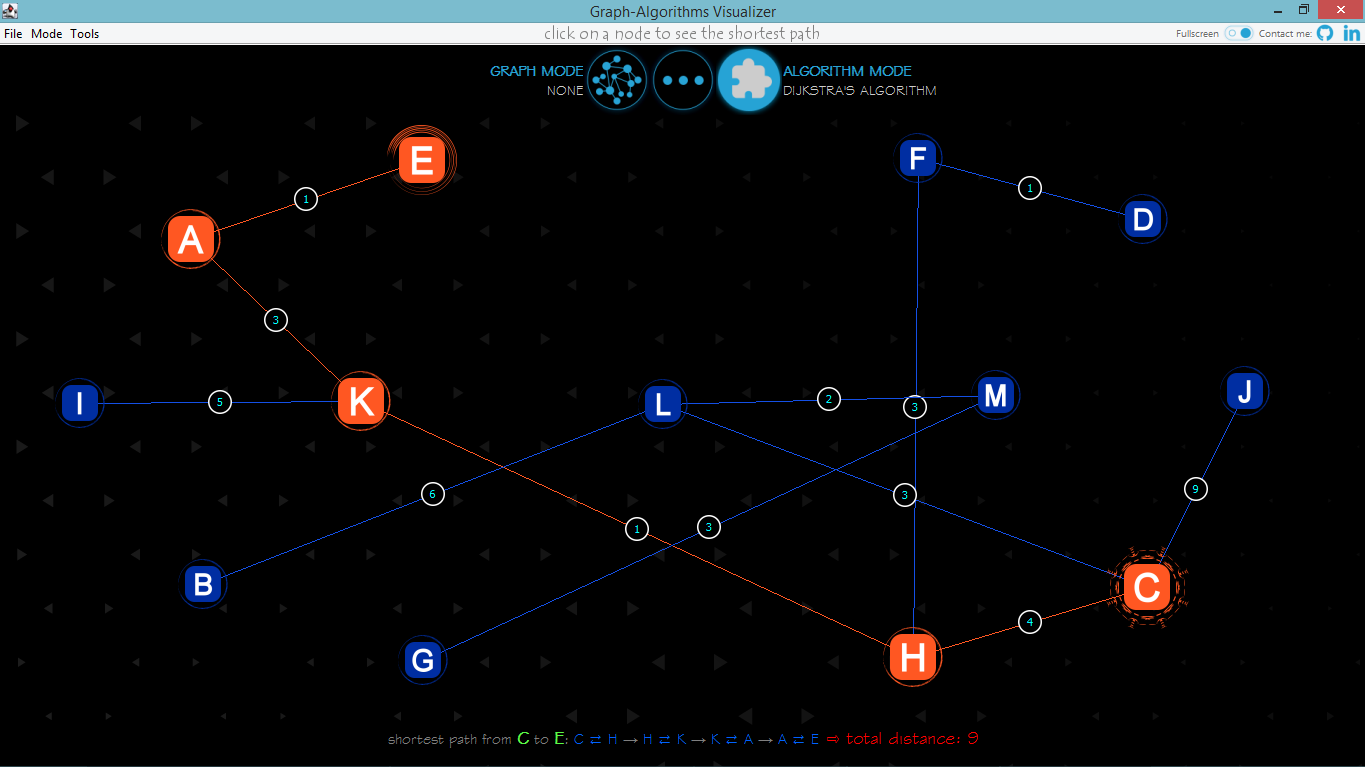 Graph-Algorithms Visualizer
File Mode Tools
click on a node to see the shortest path
Fullscreen
Contact me:
in
GRAPH MODE
NONE
ALGORITHM MODE
DIJKSTRA'S ALGORITHM
E
F
1
1
D
A
3
I
5
K
L
2
M
3
J
6
3
9
1
3
B
C
4
G
H
shortest path from C to E: C ⇄ H → H ⇄ K → K ⇄ A → A ⇄ E ⇨ total distance: 9